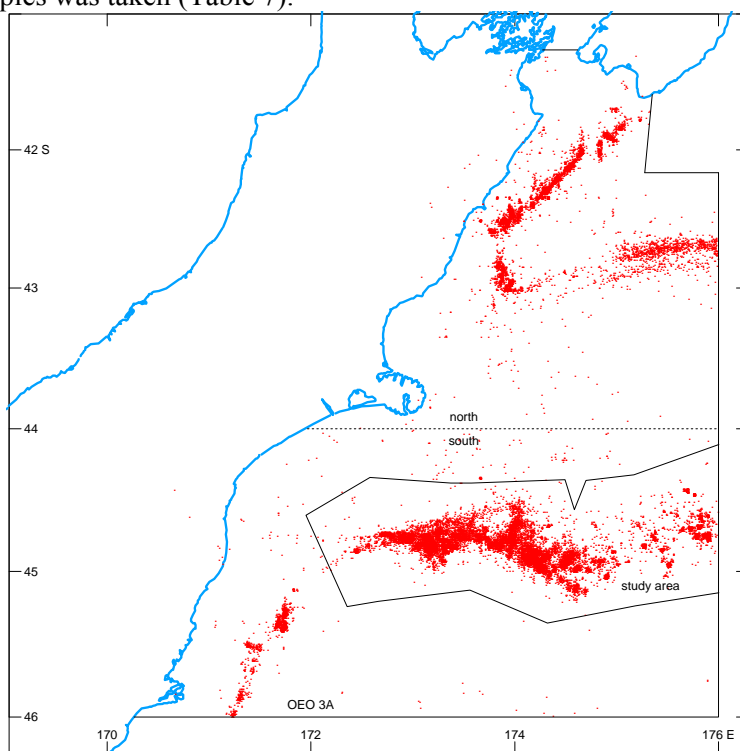 ples was taken (Table 7).
42 S
43
north
44
south
45
study area
OEO 3A
46
170
172
174
176 E